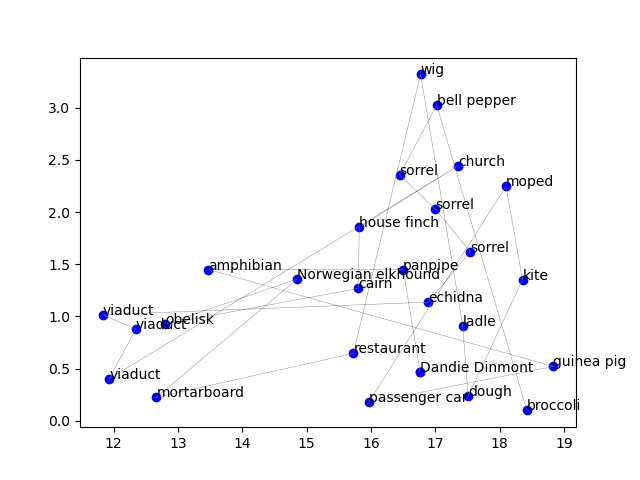 wig
bell pepper
3.0
2.5
church
sorrel
moped
sorrel
2.0
house finch
sorrel
1.5
amphibian
panpipe
Norwegian elkhound
kite
cairn
echidna
viaduct
1.0
viaduct
obelisk
ladle
restaurant
guinea pig
0.5
Dandie Dinmont
viaduct
mortarboard
passenger car
dough
broccoli
0.0
12 13 14 15 16 17 18 19